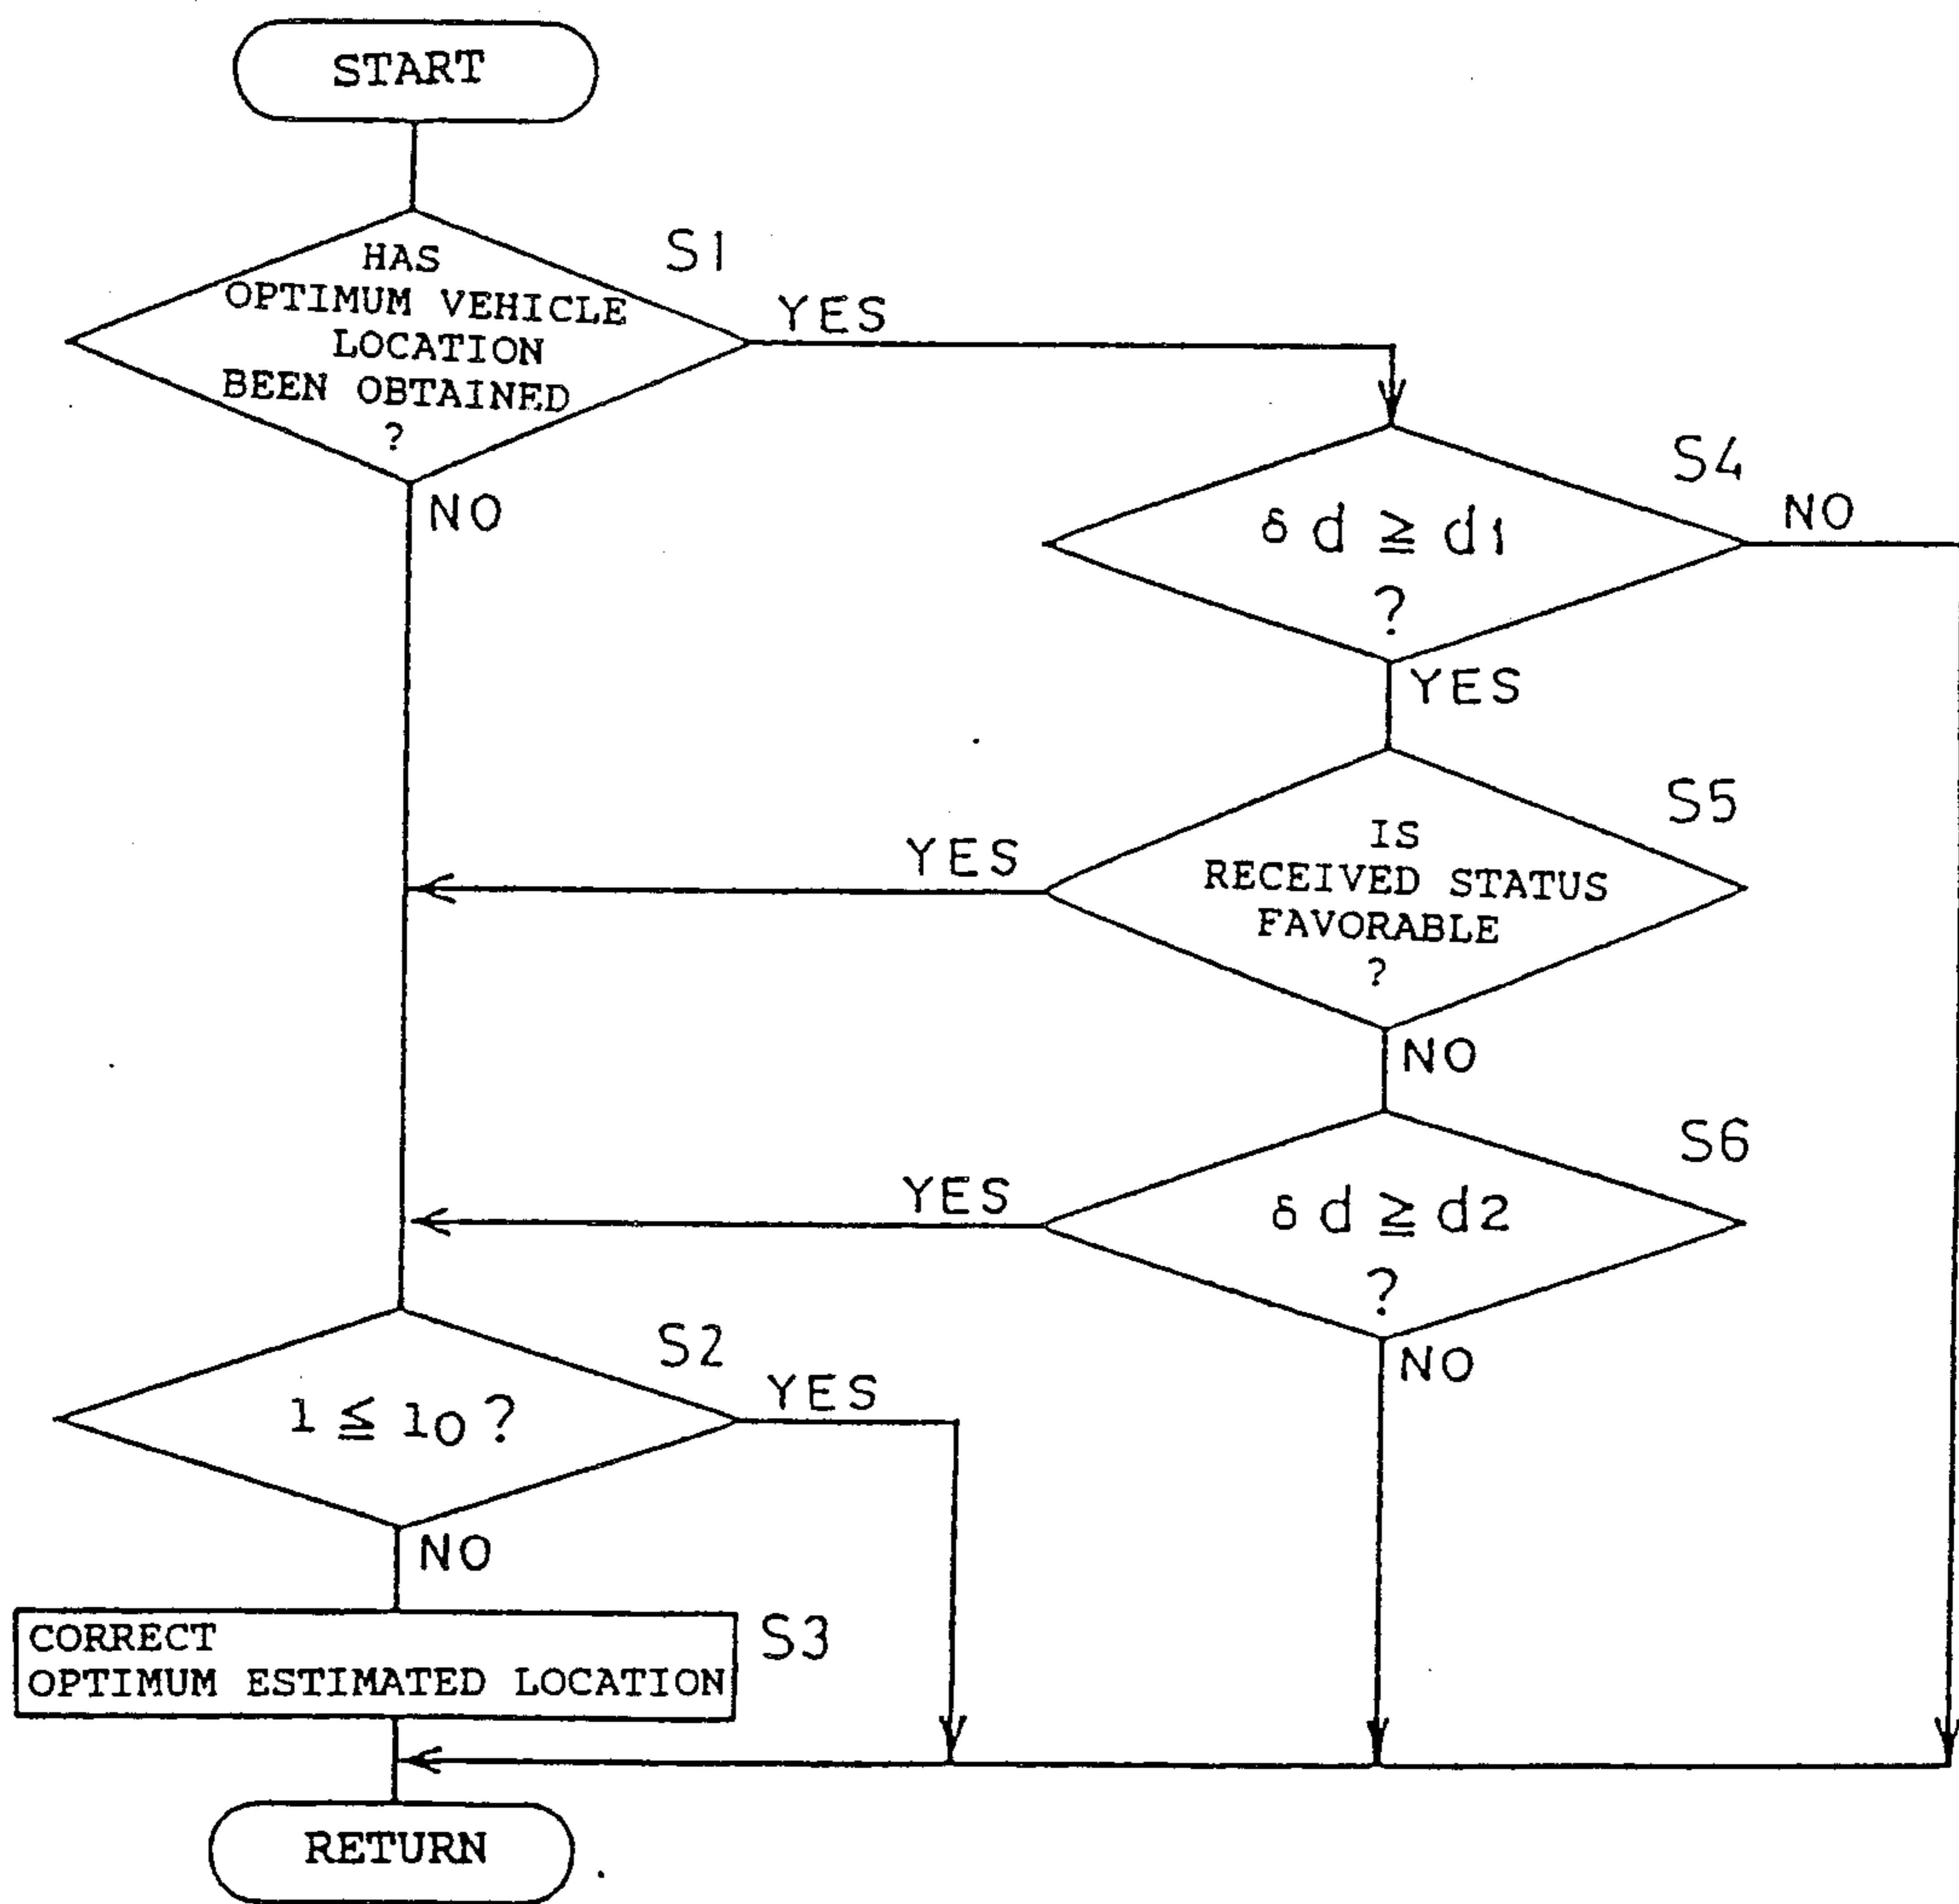 START
HAS
OPTIMUM VEHICLE
LOCATION
BEEN OBTAINED
?
S1
YES
NO
S4
δ d ≧ d1
?
NO
YES
S5
IS
RECEIVED STATUS
FAVORABLE
?
YES
NO
S6
δ d ≧ d2
?
YES
NO
S2
l ≦ l0 ?
YES
NO
CORRECT
OPTIMUM ESTIMATED LOCATION
S3
RETURN